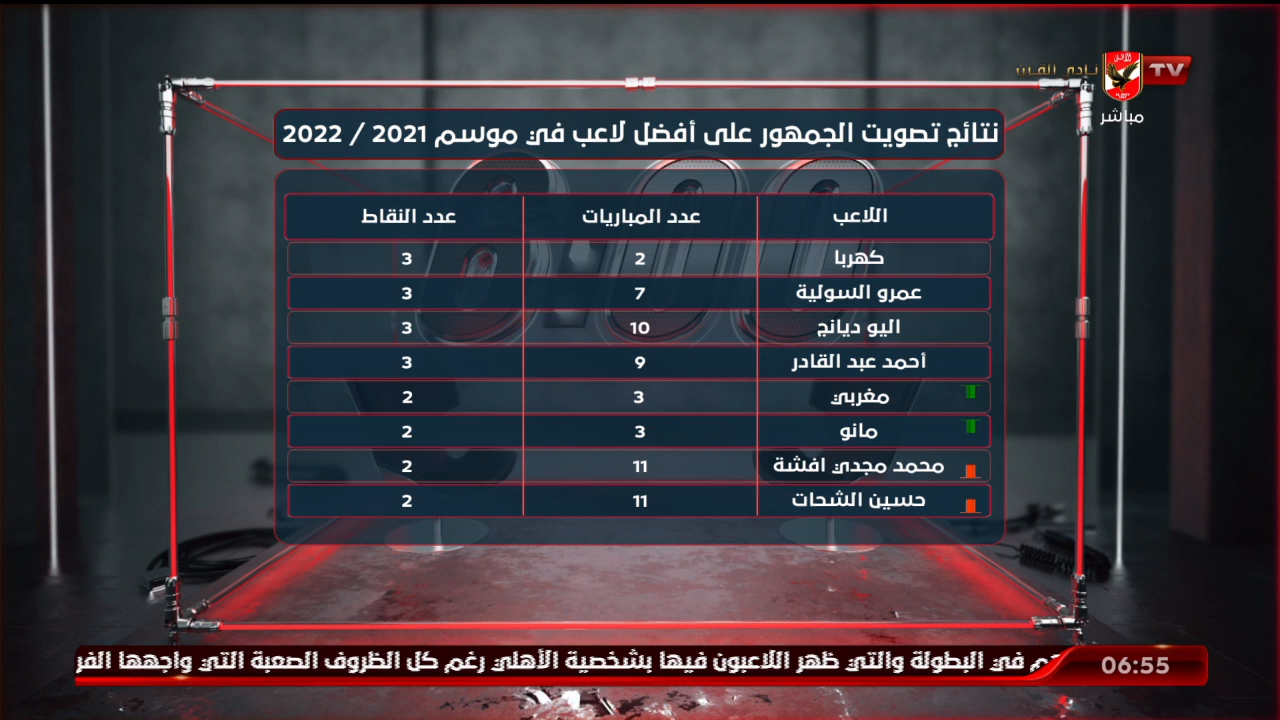 نادي القرن
TV
مباشر
نتائج تصويت الجمهور على أفضل لاعب في موسم 2021 / 2022
اللاعب عدد المباريات عدد النقاط
كهربا 2 3
عمرو السولية 7 3
اليو ديانج 10 3
أحمد عبد القادر 9 3
مغربي 3 2
مانو 3 2
محمد مجدي افشة 11 2
حسين الشحات 11 2
في البطولة والتي ظهر اللاعبون فيها بشخصية الأهلي رغم كل الظروف الصعبة التي واجهها الفر
06:55